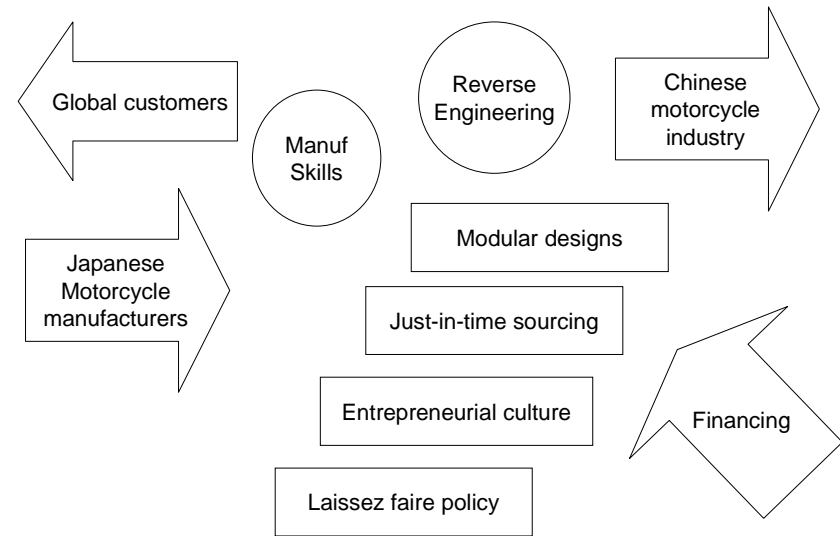 Global customers
Manuf
Skills
Reverse
Engineering
Chinese
motorcycle
industry
Japanese
Motorcycle
manufacturers
Modular designs
Just-in-time sourcing
Entrepreneurial culture
Laissez faire policy
Financing